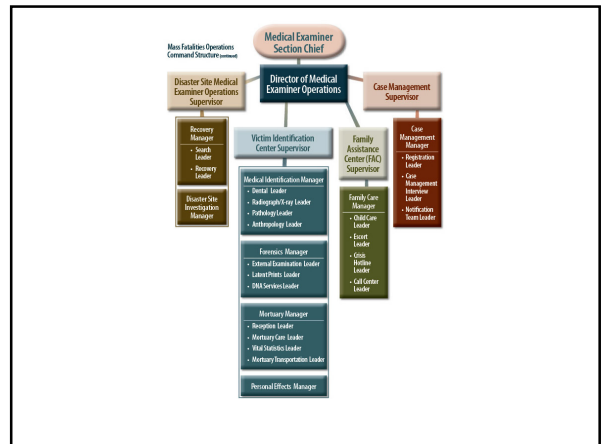 Mass Fatalities Operations
Command Structure (continued)
Medical Examiner
Section Chief
Director of Medical
Examiner Operations
Disaster Site Medical
Examiner Operations
Supervisor
Case Management
Supervisor
Recovery
Manager
• Search
Leader
• Recovery
Leader
Disaster Site
Investigation
Manager
Victim Identification
Center Supervisor
Medical Identification Manager
• Dental Leader
• Radiograph/X-ray Leader
• Pathology Leader
• Anthropology Leader
Forensics Manager
• External Examination Leader
• Latent Prints Leader
• DNA Services Leader
Mortuary Manager
• Reception Leader
• Mortuary Care Leader
• Vital Statistics Leader
• Mortuary Transportation Leader
Personal Effects Manager
Family
Assistance
Center (FAC)
Supervisor
Family Care
Manager
• Child Care
Leader
• Escort
Leader
• Crisis
Hotline
Leader
• Call Center
Leader
Case
Management
Manager
• Registration
Leader
• Case
Management
Interview
Leader
• Notification
Team Leader